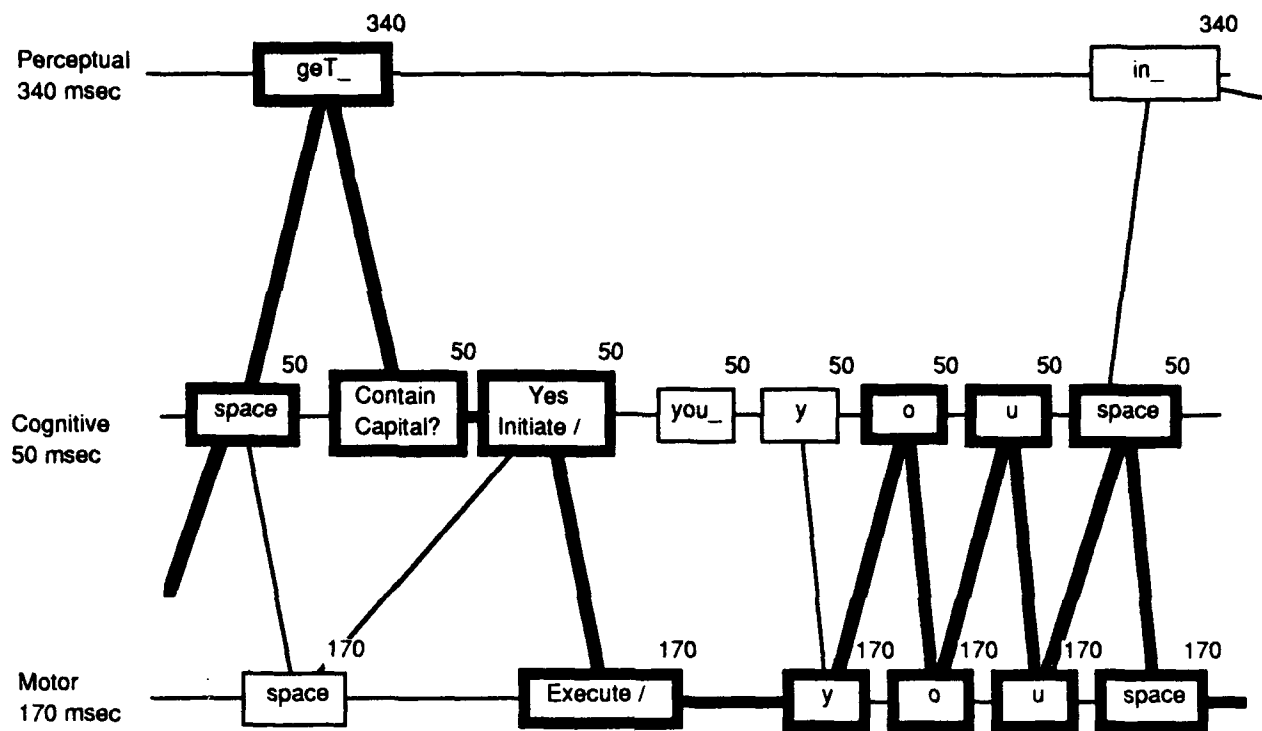 340 340
Perceptual
340 msec
geT_ in_
50 50 50 50 50 50 50 50
Cognitive
50 msec
space
Contain
Capital?
Yes
Initiate /
you_ y o u space
170 170 170 170 170 170
Motor
170 msec
space Execute / y o u space